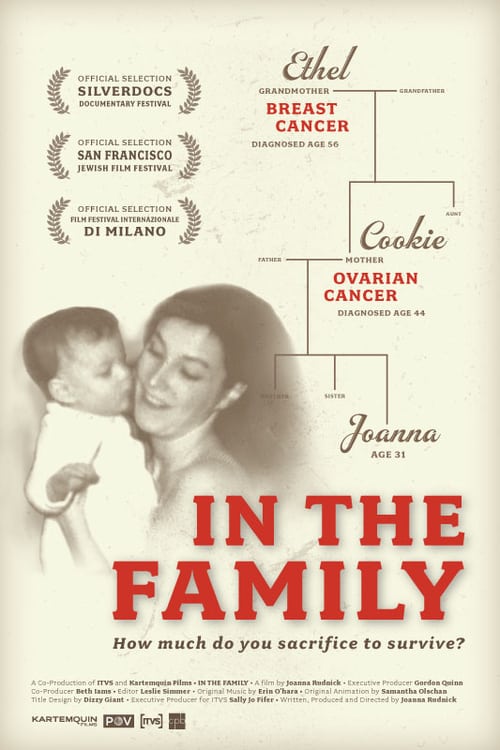 OFFICIAL SELECTION
SILVERDOCS
DOCUMENTARY FESTIVAL
OFFICIAL SELECTION
SAN FRANCISCO
JEWISH FILM FESTIVAL
OFFICIAL SELECTION
FILM FESTIVAL INTERNAZIONALE
DI MILANO
Ethel
GRANDMOTHER
GRANDFATHER
BREAST
CANCER
DIAGNOSED AGE 56
AUNT
Cookie
FATHER
MOTHER
OVARIAN
CANCER
DIAGNOSED AGE 44
BROTHER
SISTER
Joanna
AGE 31
IN THE
FAMILY
How much do you sacrifice to survive?
A Co-Production of ITVS and Kartemquin Films • IN THE FAMILY • A film by Joanna Rudnick • Executive Producer Gordon Quinn
Co-Producer Beth Iams • Editor Leslie Simmer • Original Music by Erin O'hara • Original Animation by Samantha Olschan
Title Design by Dizzy Giant • Executive Producer for ITVS Sally Jo Fifer • Written, Produced and Directed by Joanna Rudnick
KARTEMQUIN
FILMS
POV
[ITVS]
cpb